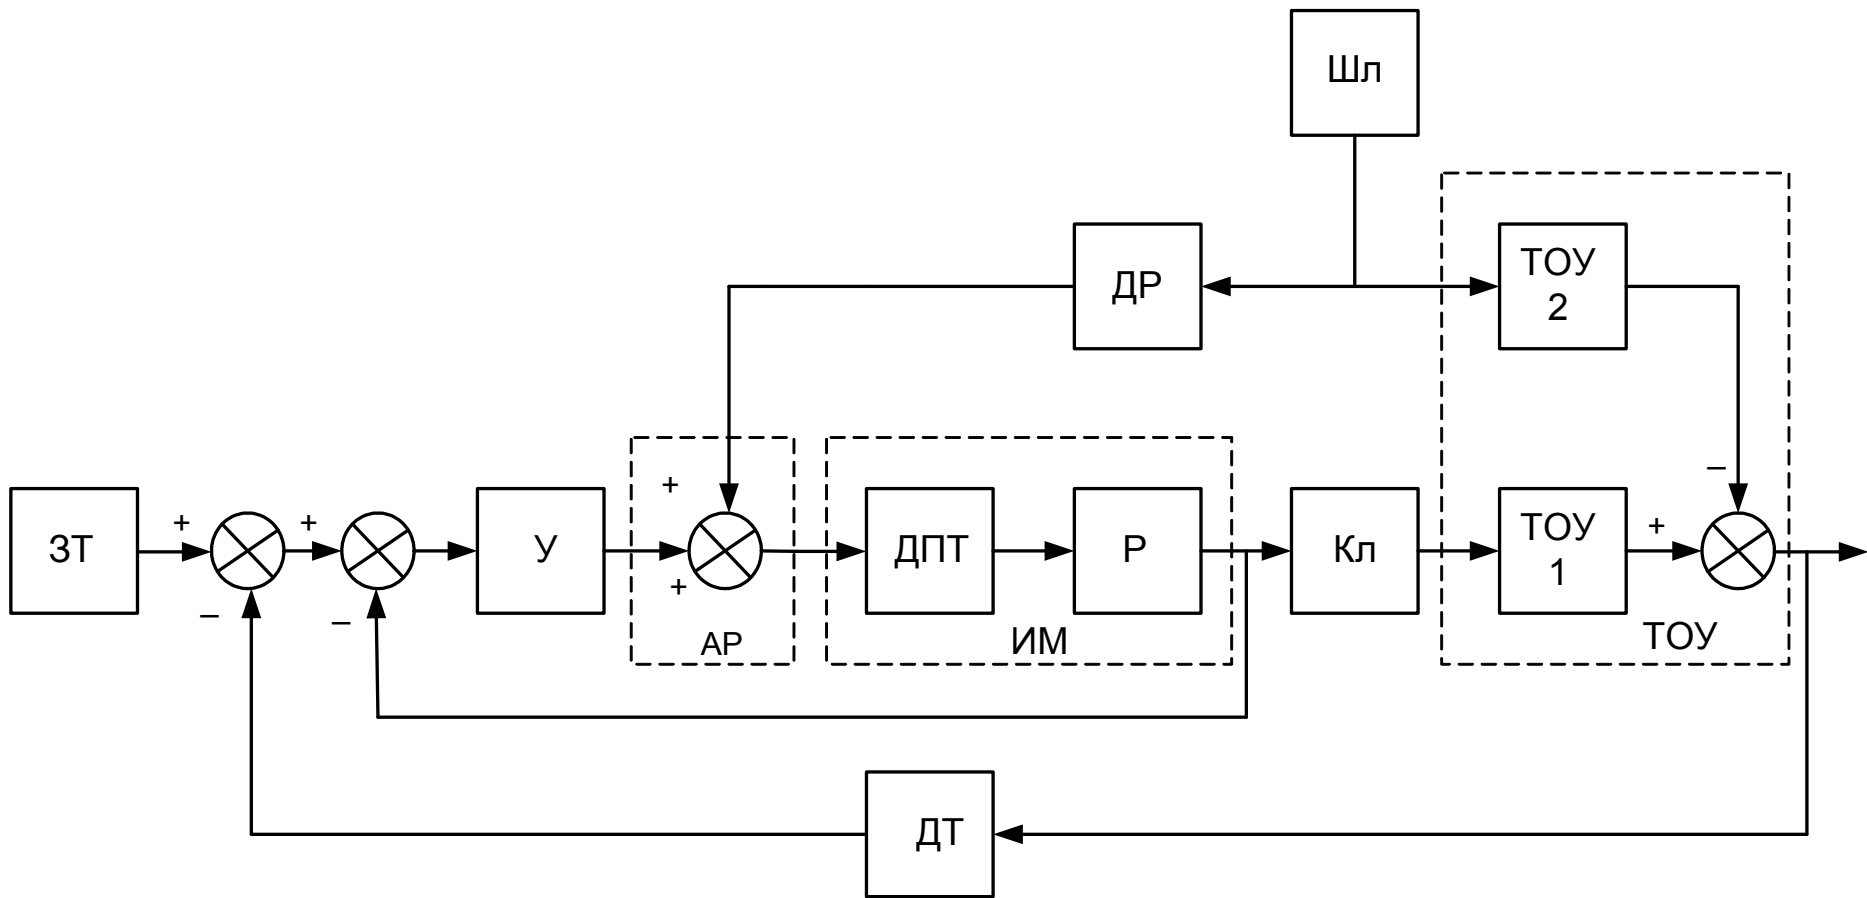 Шл
ДР
ТОУ
2
+
–
ЗТ
+
–
+
–
У
+
АР
ДПТ
Р
ИМ
Кл
ТОУ
1
+
ТОУ
ДТ